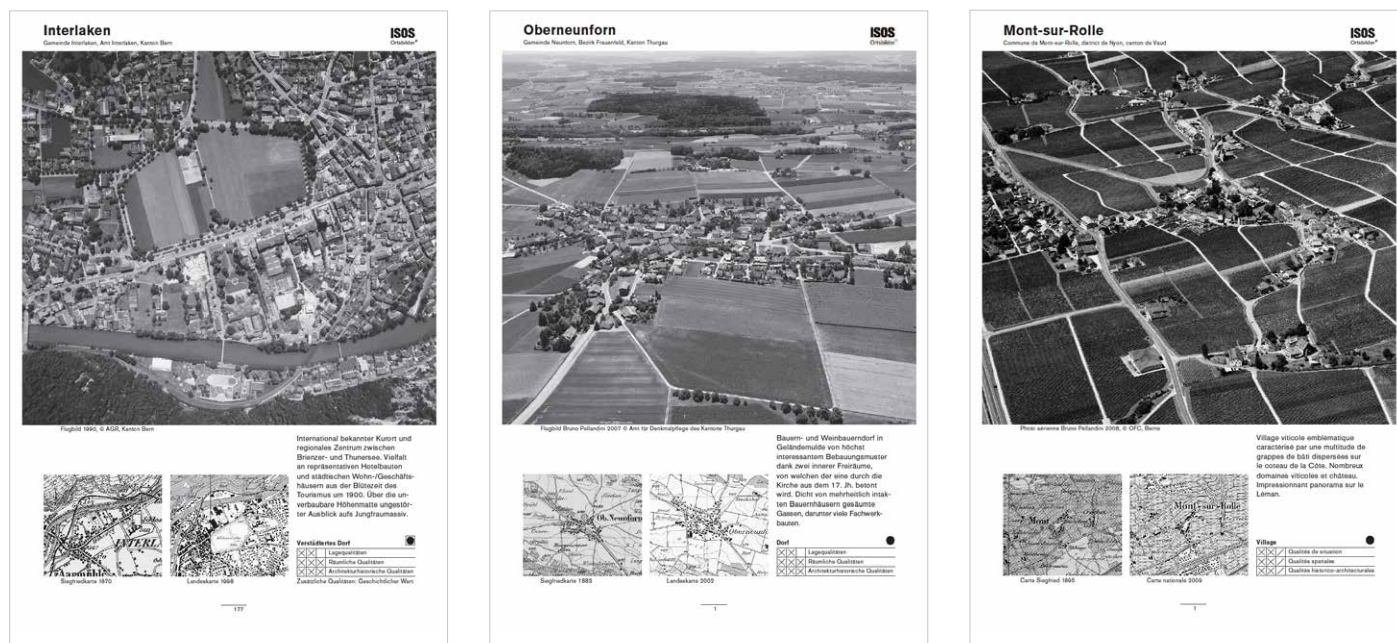 Interlaken
Gemeinde Interlaken, Amt Interlaken, Kanton Bern
ISOS
Ortsbilder®
Flugbild 1990, © AGR, Kanton Bern
International bekannter Kurort und
regionales Zentrum zwischen
Brienzer- und Thunersee. Vielfalt
an repräsentativen Hotelbauten
und städtischen Wohn-/Geschäfts-
häusern aus der Blütezeit des
Tourismus um 1900. Über die un-
verbaubare Höhenmatte ungestör-
ter Ausblick aufs Jungfraumassiv.
INTERL
Aarmühle
Siegfriedkarte 1870
Landeskarte 1998
Verstädtertes Dorf
Lagequalitäten
Räumliche Qualitäten
Architekturhistorische Qualitäten
Zusätzliche Qualitäten: Geschichtlicher Wert
177
Oberneunforn
Gemeinde Neunforn, Bezirk Frauenfeld, Kanton Thurgau
ISOS
Ortsbilder®
Flugbild Bruno Pellandini 2007 © Amt für Denkmalpflege des Kantons Thurgau
Bauern- und Weinbauerndorf in
Geländemulde von höchst
interessantem Bebauungsmuster
dank zwei innerer Freiräume,
von welchen der eine durch die
Kirche aus dem 17. Jh. betont
wird. Dicht von mehrheitlich intak-
ten Bauernhäusern gesäumte
Gassen, darunter viele Fachwerk-
bauten.
Ob. Neunforn
Siegfriedkarte 1885
Landeskarte 2002
Dorf
Lagequalitäten
Räumliche Qualitäten
Architekturhistorische Qualitäten
1
Mont-sur-Rolle
Commune de Mont-sur-Rolle, district de Nyon, canton de Vaud
ISOS
Ortsbilder®
Photo aérienne Bruno Pellandini 2008, © OFC, Berne
Village viticole emblématique
caractérisé par une multitude de
grappes de bâti dispersées sur
le coteau de la Côte. Nombreux
domaines viticoles et château.
Impressionnant panorama sur le
Léman.
Mont
Mont-sur-Rolle
Carte Siegfried 1895
Carte nationale 2009
Village
Qualités de situation
Qualités spatiales
Qualités historico-architecturales
1